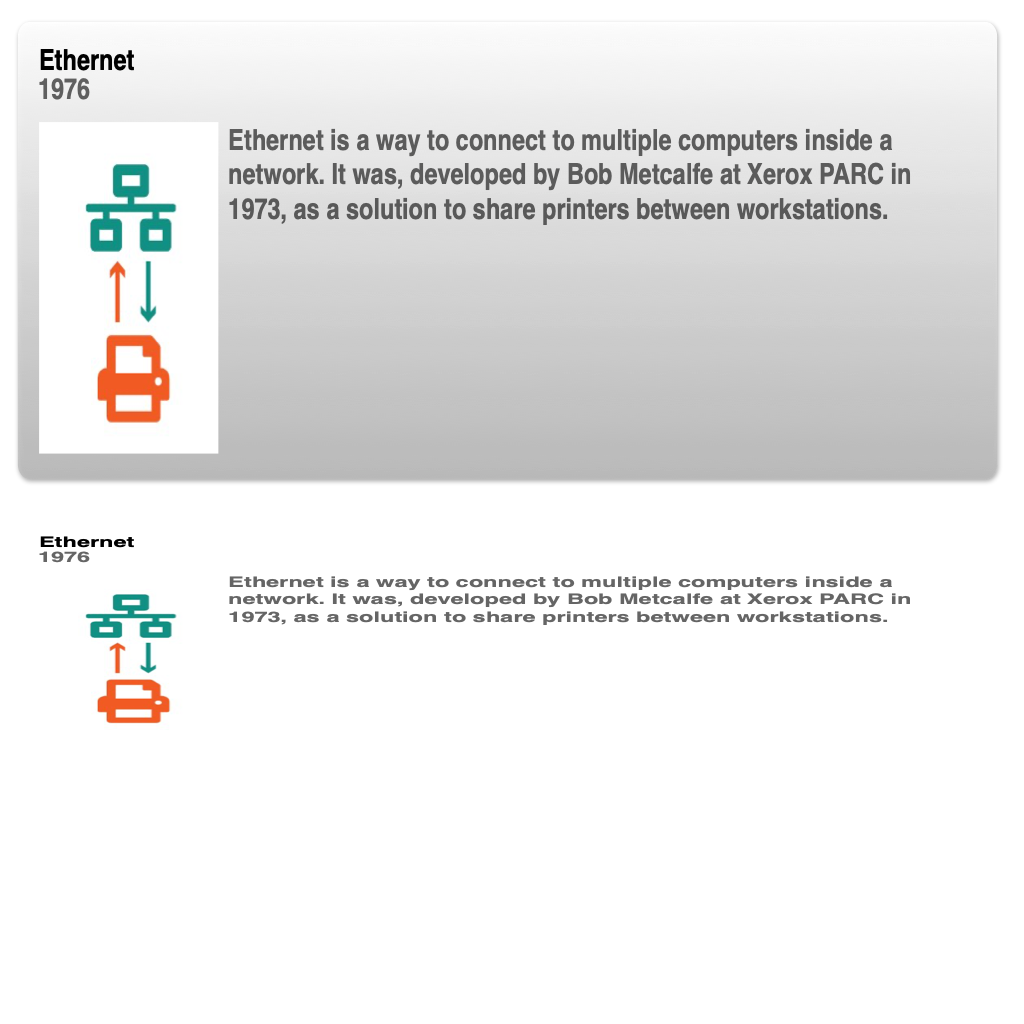 Ethernet
1976
Ethernet is a way to connect to multiple computers inside a
network. It was, developed by Bob Metcalfe at Xerox PARC in
1973, as a solution to share printers between workstations.
Ethernet
1976
Ethernet is a way to connect to multiple computers inside a
network. It was, developed by Bob Metcalfe at Xerox PARC in
1973, as a solution to share printers between workstations.